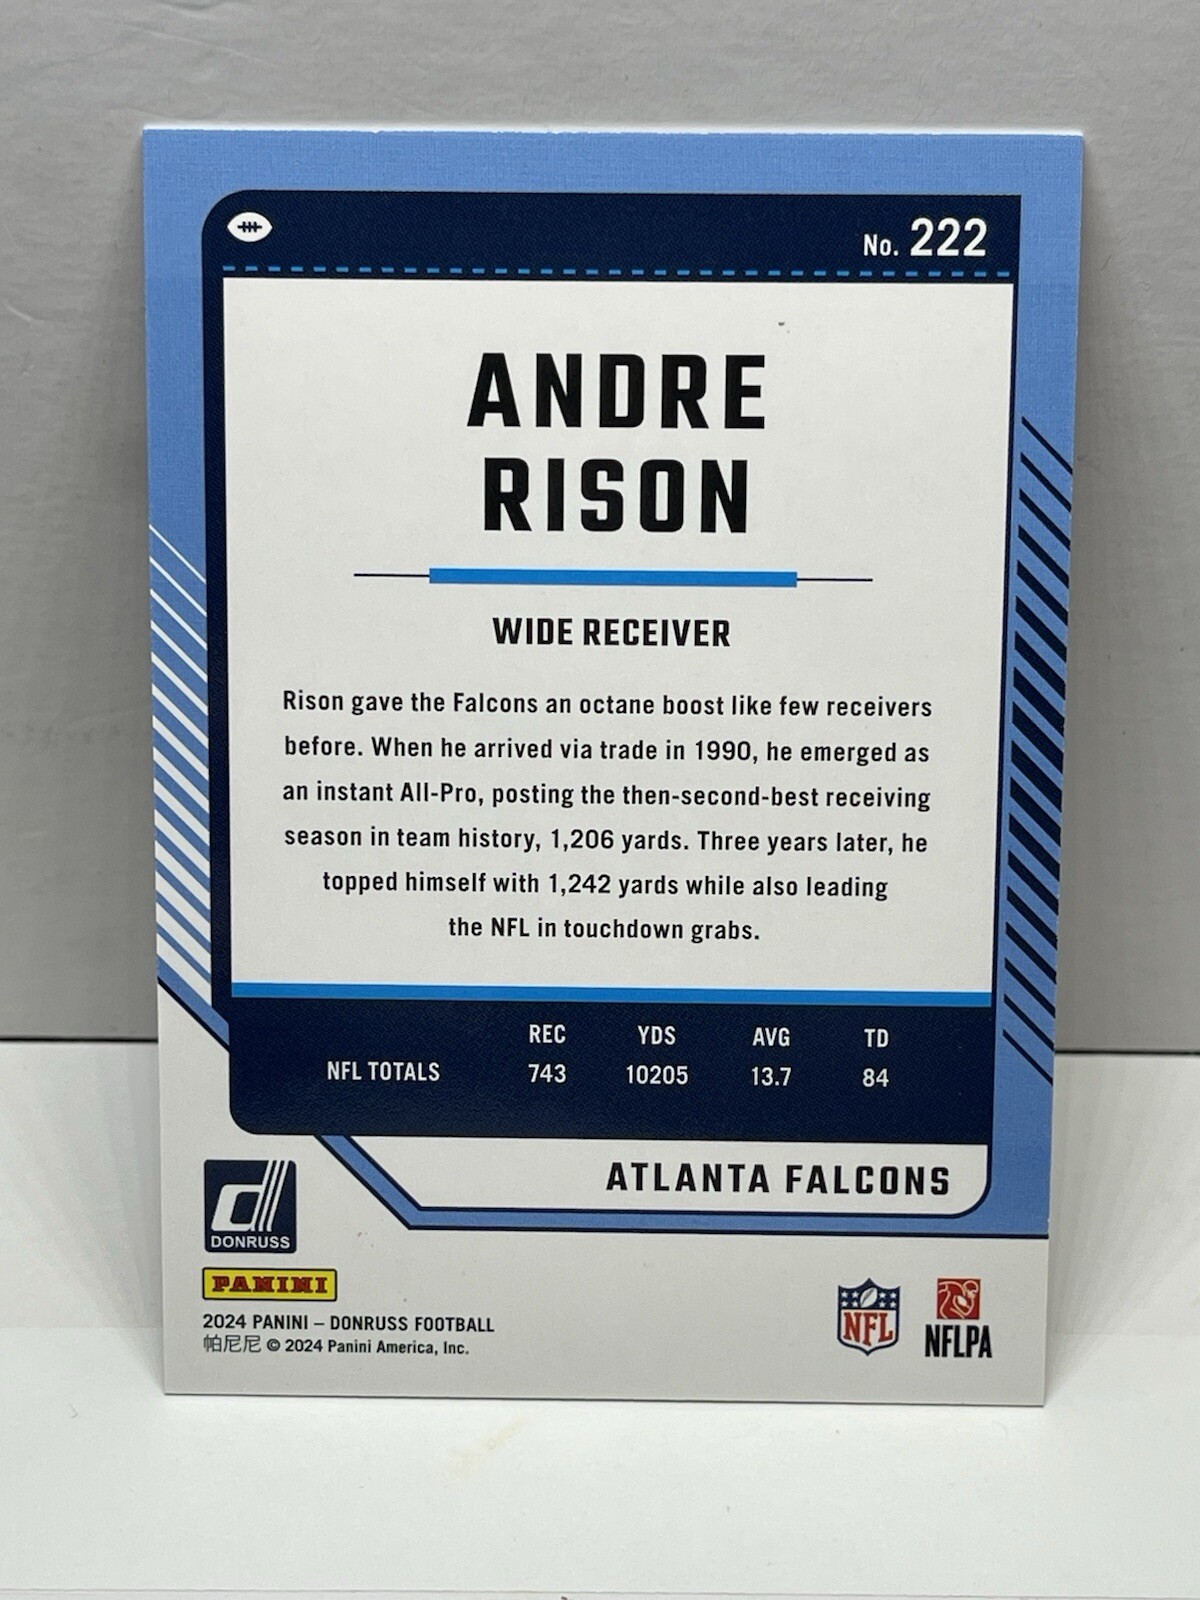 No. 222
ANDRE
RISON
WIDE RECEIVER
Rison gave the Falcons an octane boost like few receivers
before. When he arrived via trade in 1990, he emerged as
an instant All-Pro, posting the then-second-best receiving
season in team history, 1,206 yards. Three years later, he
topped himself with 1,242 yards while also leading
the NFL in touchdown grabs.
REC YDS AVG TD
NFL TOTALS 743 10205 13.7 84
ATLANTA FALCONS
d
DONRUSS
PANINI
2024 PANINI – DONRUSS FOOTBALL
帕尼尼 © 2024 Panini America, Inc.
NFL
NFLPA